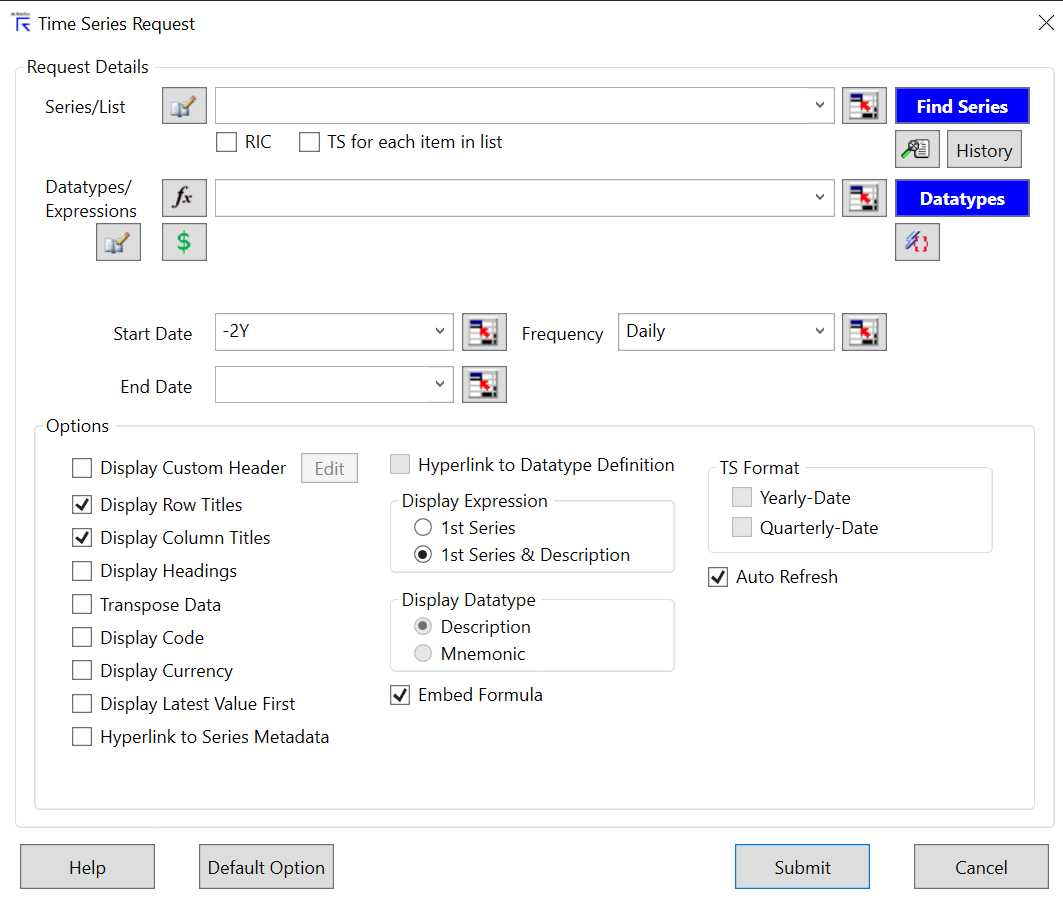 Time Series Request
Request Details
Series/List
Find Series
RIC
TS for each item in list
History
Datatypes/
Expressions
fx
Datatypes
$
Start Date
-2Y
Frequency
Daily
End Date
Options
Display Custom Header
Edit
Display Row Titles
Display Column Titles
Display Headings
Transpose Data
Display Code
Display Currency
Display Latest Value First
Hyperlink to Series Metadata
Hyperlink to Datatype Definition
Display Expression
1st Series
1st Series & Description
Display Datatype
Description
Mnemonic
Embed Formula
TS Format
Yearly-Date
Quarterly-Date
Auto Refresh
Help
Default Option
Submit
Cancel